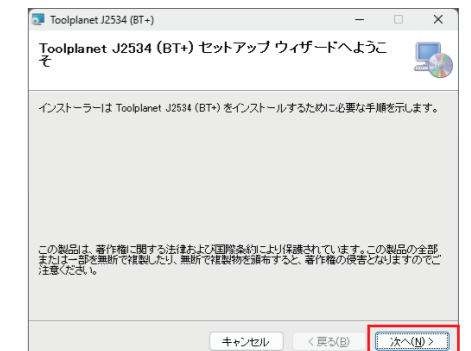 Toolplanet J2534 (BT+)
Toolplanet J2534 (BT+) セットアップ ウィザードへようこ
そ
インストーラーは Toolplanet J2534 (BT+) をインストールするために必要な手順を示します。
この製品は、著作権に関する法律および国際条約により保護されています。この製品の全部
または一部を無断で複製したり、無断で複製物を頒布すると、著作権の侵害となりますのでご
注意ください。
キャンセル < 戻る(B) 次へ(N) >